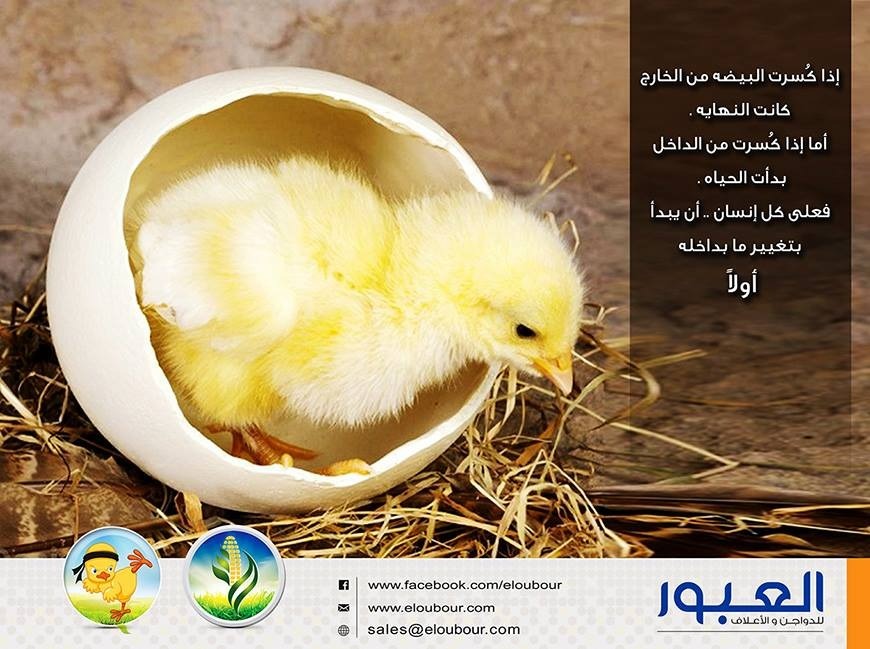 إذا كُسرت البيضه من الخارج
كانت النهايه .
أما إذا كُسرت من الداخل
بدأت الحياه .
فعلى كل إنسان .. أن يبدأ
بتغيير ما بداخله
أولاً
www.facebook.com/eloubour
www.eloubour.com
sales@eloubour.com
العبور
للدواجن و الأعلاف